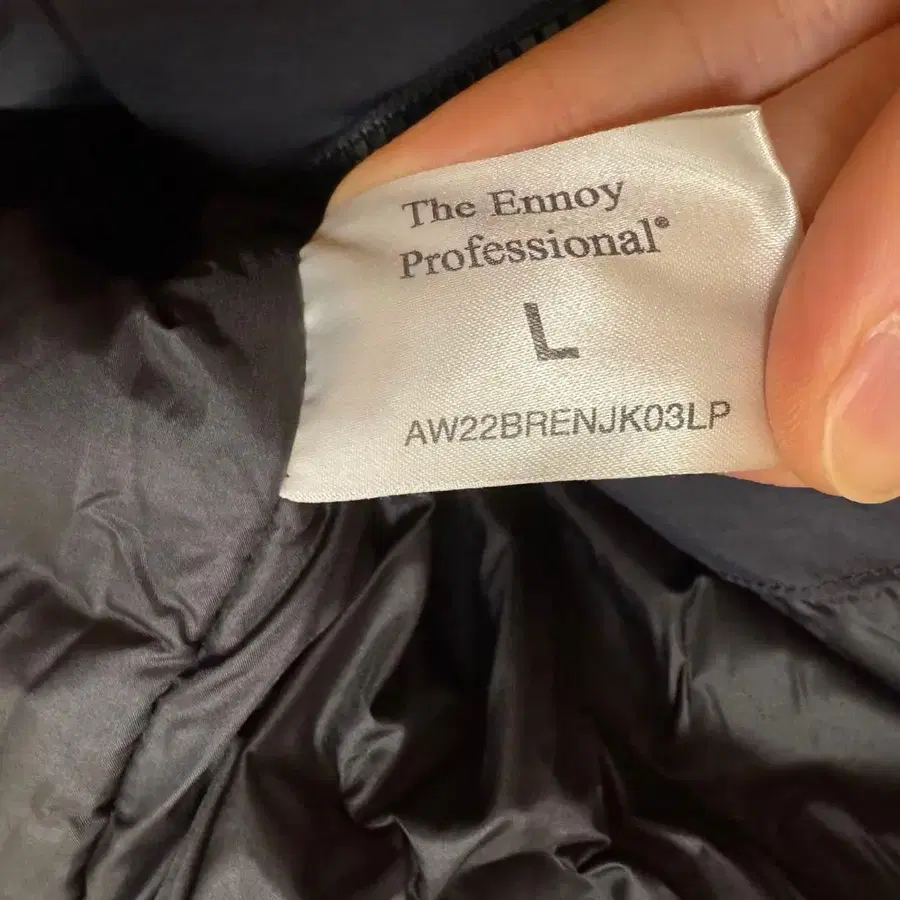 The Ennoy
Professional®
L
AW22BRENJK03LP